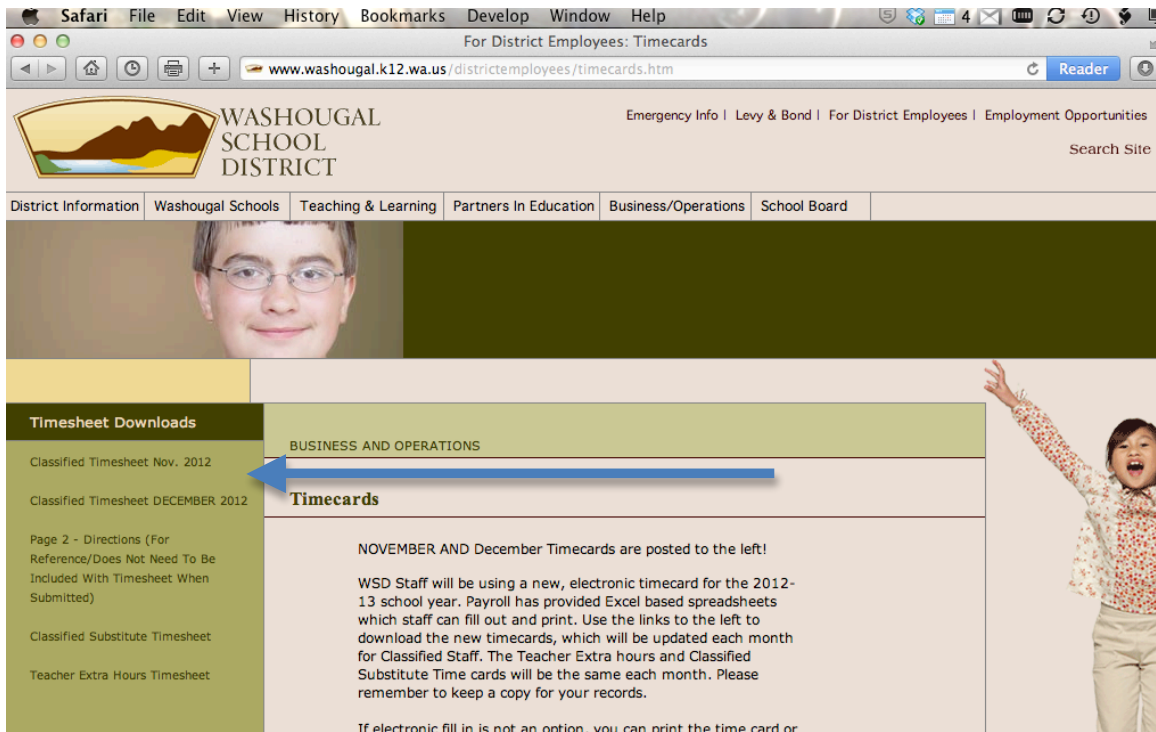 Safari File Edit View History Bookmarks Develop Window Help 4
For District Employees: Timecards
www.washougal.k12.wa.us/districtemployees/timecards.htm Reader
WASHOUGAL
SCHOOL
DISTRICT
Emergency Info | Levy & Bond | For District Employees | Employment Opportunities
Search Site
District Information Washougal Schools Teaching & Learning Partners In Education Business/Operations School Board
Timesheet Downloads
Classified Timesheet Nov. 2012
Classified Timesheet DECEMBER 2012
Page 2 - Directions (For
Reference/Does Not Need To Be
Included With Timesheet When
Submitted)
Classified Substitute Timesheet
Teacher Extra Hours Timesheet
BUSINESS AND OPERATIONS
Timecards
NOVEMBER AND December Timecards are posted to the left!
WSD Staff will be using a new, electronic timecard for the 2012-
13 school year. Payroll has provided Excel based spreadsheets
which staff can fill out and print. Use the links to the left to
download the new timecards, which will be updated each month
for Classified Staff. The Teacher Extra hours and Classified
Substitute Time cards will be the same each month. Please
remember to keep a copy for your records.
If electronic fill in is not an option, you can print the time card or